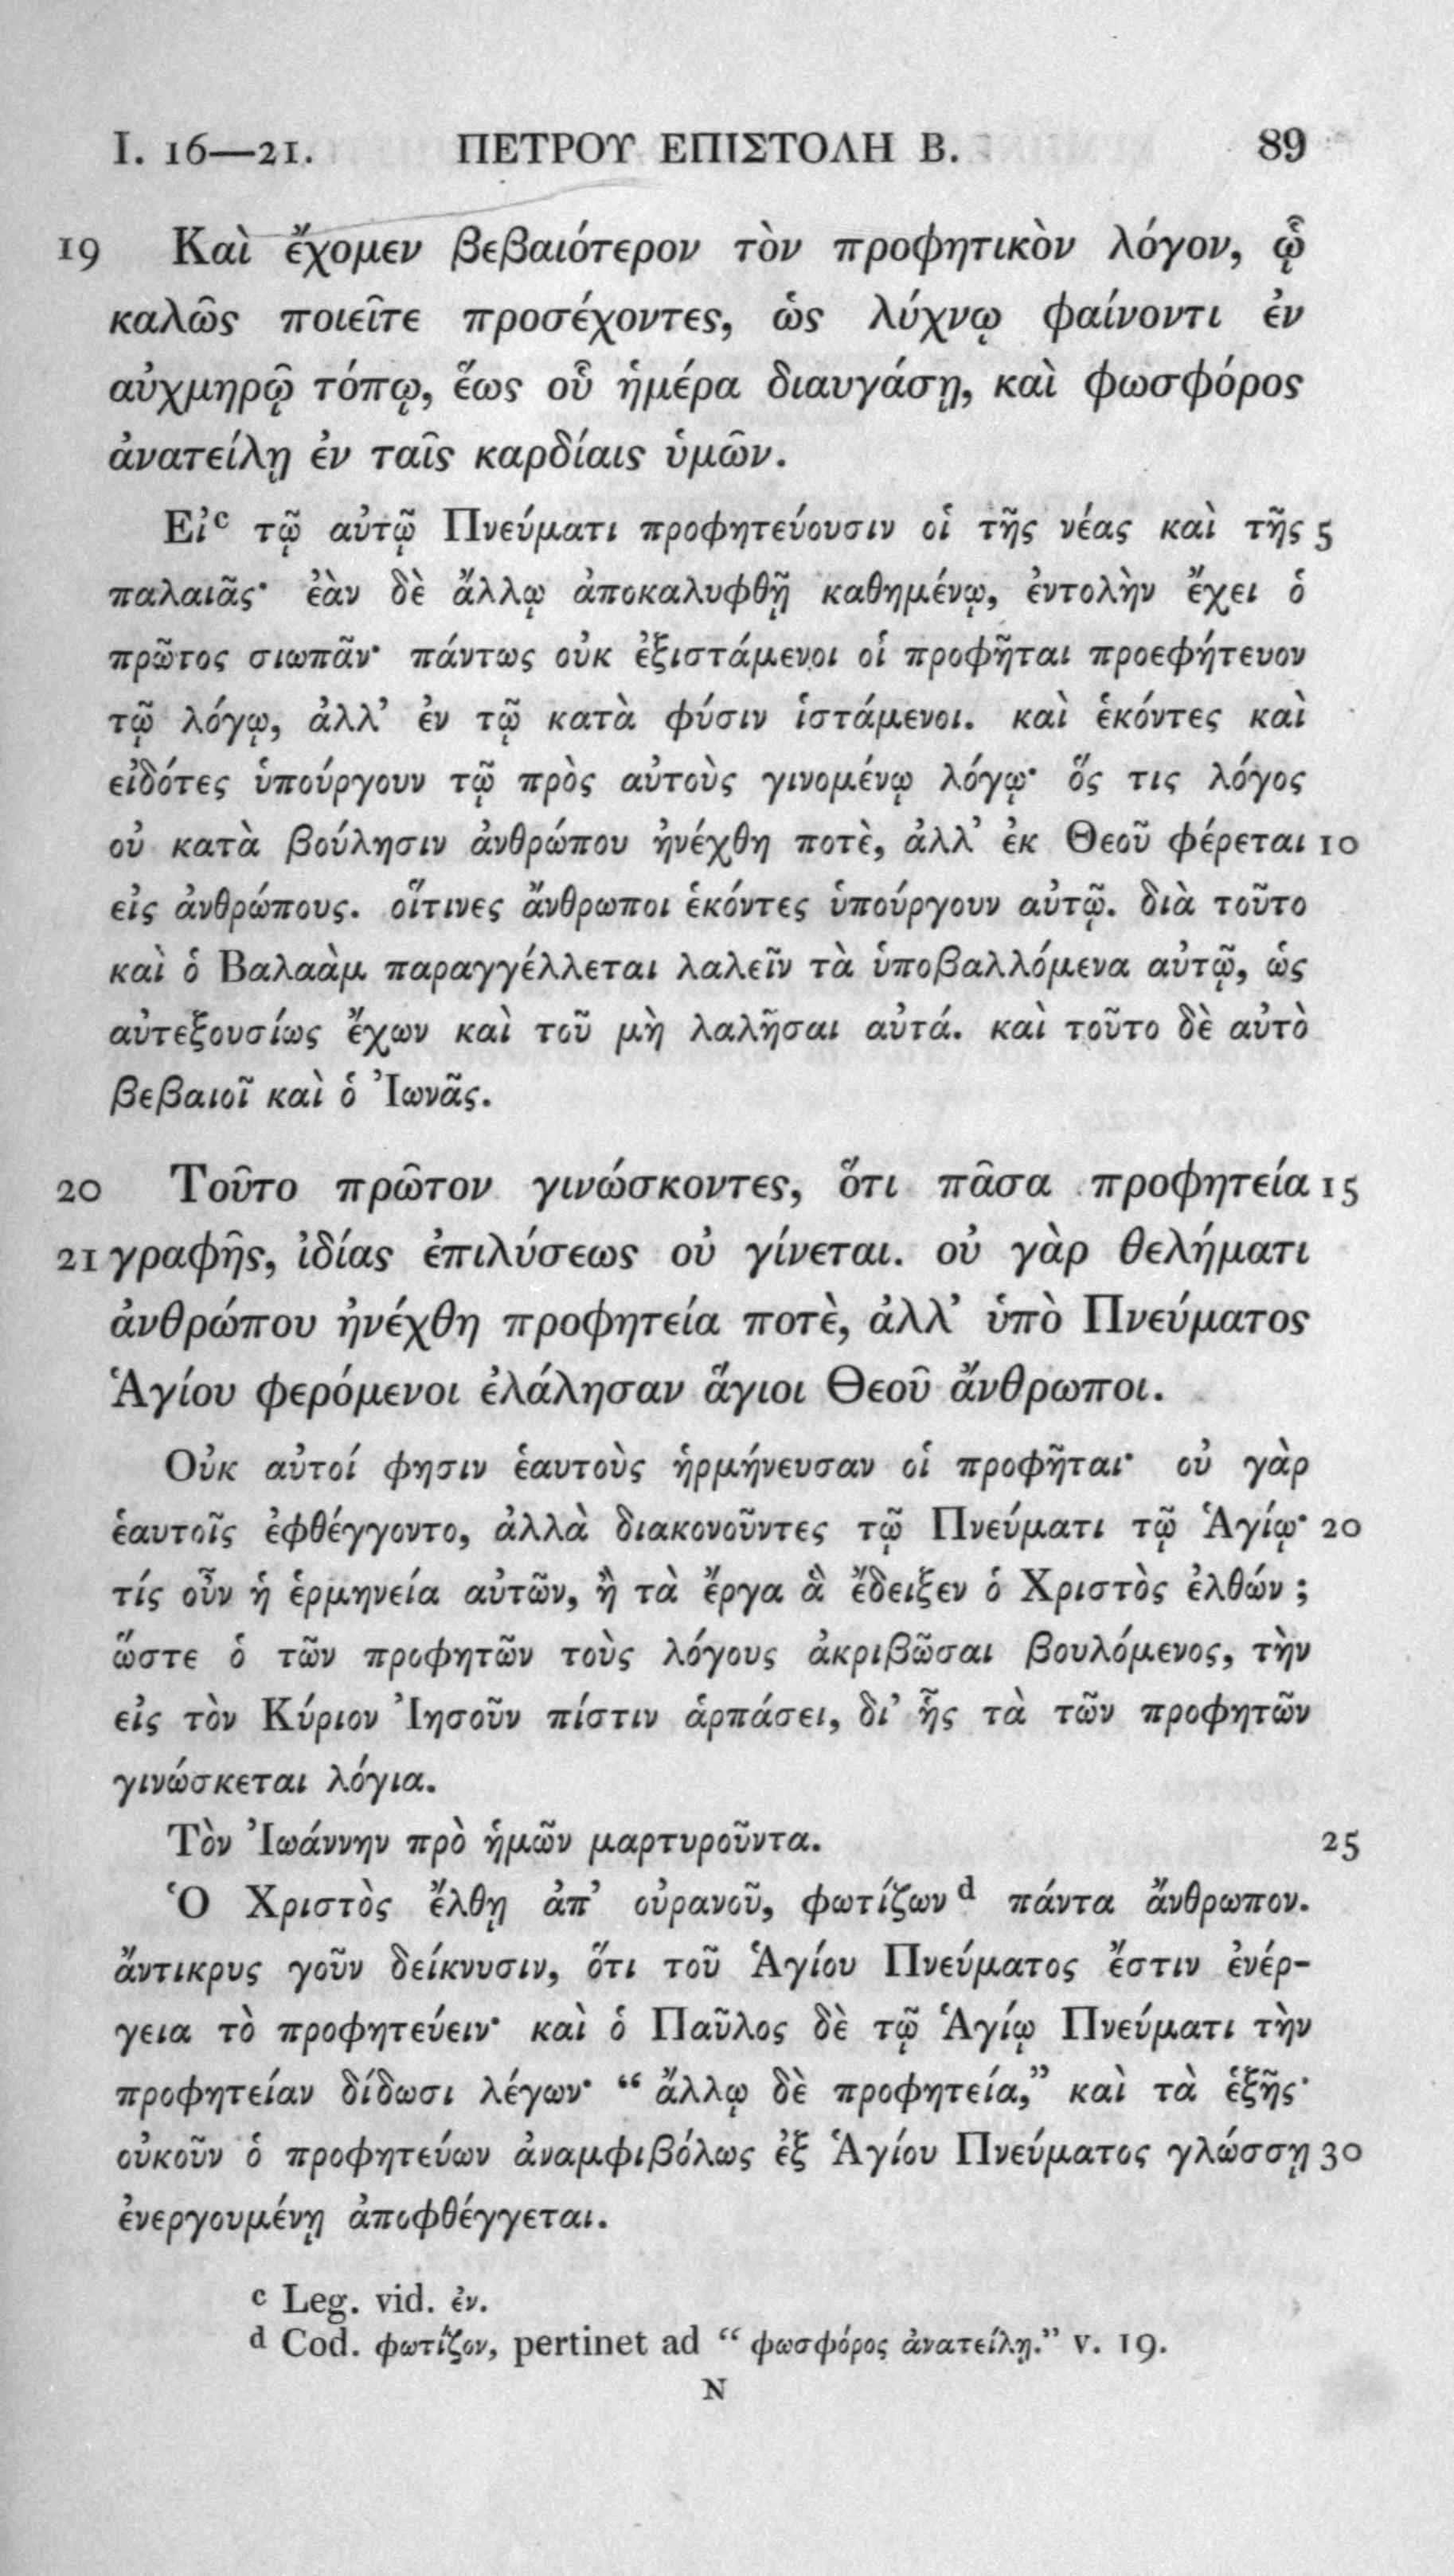 I. 16—21. ΠΕΤΡΟΥ ΕΠΙΣΤΟΛΗ Β. 89
19 Καὶ ἔχομεν βεβαιότερον τὸν προφητικὸν λόγον, ᾧ
καλῶς ποιεῖτε προσέχοντες, ὡς λύχνῳ φαίνοντι ἐν
αὐχμηρῷ τόπῳ, ἕως οὗ ἡμέρα διαυγάσῃ, καὶ φωσφόρος
ἀνατείλῃ ἐν ταῖς καρδίαις ὑμῶν.
Εἰ c τῷ αὐτῷ Πνεύματι προφητεύουσιν οἱ τῆς νέας καὶ τῆς 5
παλαιᾶς· ἐὰν δὲ ἄλλῳ ἀποκαλυφθῇ καθημένῳ, ἐντολὴν ἔχει ὁ
πρῶτος σιωπᾶν· πάντως οὐκ ἐξιστάμενοι οἱ προφῆται προεφήτευον
τῷ λόγῳ, ἀλλ’ ἐν τῷ κατὰ φύσιν ἱστάμενοι. καὶ ἑκόντες καὶ
εἰδότες ὑπούργουν τῷ πρὸς αὐτοὺς γινομένῳ λόγῳ· ὅς τις λόγος
οὐ κατὰ βούλησιν ἀνθρώπου ἠνέχθη ποτὲ, ἀλλ’ ἐκ Θεοῦ φέρεται 10
εἰς ἀνθρώπους. οἵτινες ἄνθρωποι ἑκόντες ὑπούργουν αὐτῷ. διὰ τοῦτο
καὶ ὁ Βαλαὰμ παραγγέλλεται λαλεῖν τὰ ὑποβαλλόμενα αὐτῷ, ὡς
αὐτεξουσίως ἔχων καὶ τοῦ μὴ λαλῆσαι αὐτά. καὶ τοῦτο δὲ αὐτὸ
βεβαιοῖ καὶ ὁ Ἰωνᾶς.
20 Τοῦτο πρῶτον γινώσκοντες, ὅτι πᾶσα προφητεία 15
21 γραφῆς, ἰδίας ἐπιλύσεως οὐ γίνεται. οὐ γὰρ θελήματι
ἀνθρώπου ἠνέχθη προφητεία ποτὲ, ἀλλ’ ὑπὸ Πνεύματος
Ἁγίου φερόμενοι ἐλάλησαν ἅγιοι Θεοῦ ἄνθρωποι.
Οὐκ αὐτοί φησιν ἑαυτοὺς ἡρμήνευσαν οἱ προφῆται· οὐ γὰρ
ἑαυτοῖς ἐφθέγγοντο, ἀλλὰ διακονοῦντες τῷ Πνεύματι τῷ Ἁγίῳ· 20
τίς οὖν ἡ ἑρμηνεία αὐτῶν, ἢ τὰ ἔργα ἃ ἔδειξεν ὁ Χριστὸς ἐλθών ;
ὥστε ὁ τῶν προφητῶν τοὺς λόγους ἀκριβῶσαι βουλόμενος, τὴν
εἰς τὸν Κύριον Ἰησοῦν πίστιν ἁρπάσει, δι’ ἧς τὰ τῶν προφητῶν
γινώσκεται λόγια.
Τὸν Ἰωάννην πρὸ ἡμῶν μαρτυροῦντα. 25
Ὁ Χριστὸς ἔλθῃ ἀπ’ οὐρανοῦ, φωτίζων d πάντα ἄνθρωπον.
ἄντικρυς γοῦν δείκνυσιν, ὅτι τοῦ Ἁγίου Πνεύματος ἔστιν ἐνέρ-
γεια τὸ προφητεύειν· καὶ ὁ Παῦλος δὲ τῷ Ἁγίῳ Πνεύματι τὴν
προφητείαν δίδωσι λέγων· “ ἄλλῳ δὲ προφητεία,” καὶ τὰ ἑξῆς·
οὐκοῦν ὁ προφητεύων ἀναμφιβόλως ἐξ Ἁγίου Πνεύματος γλώσσῃ 30
ἐνεργουμένῃ ἀποφθέγγεται.
c Leg. vid. ἐν.
d Cod. φωτίζον, pertinet ad “ φωσφόρος ἀνατείλῃ.” v. 19.
N